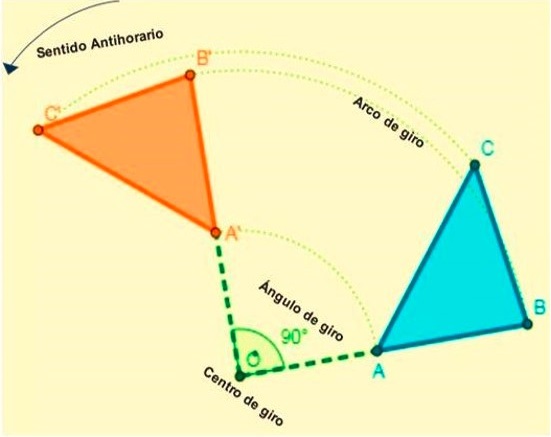 Sentido Antihorario
B'
C'
Arco de giro
C
A'
Ángulo de giro
90°
B
O
A
Centro de giro